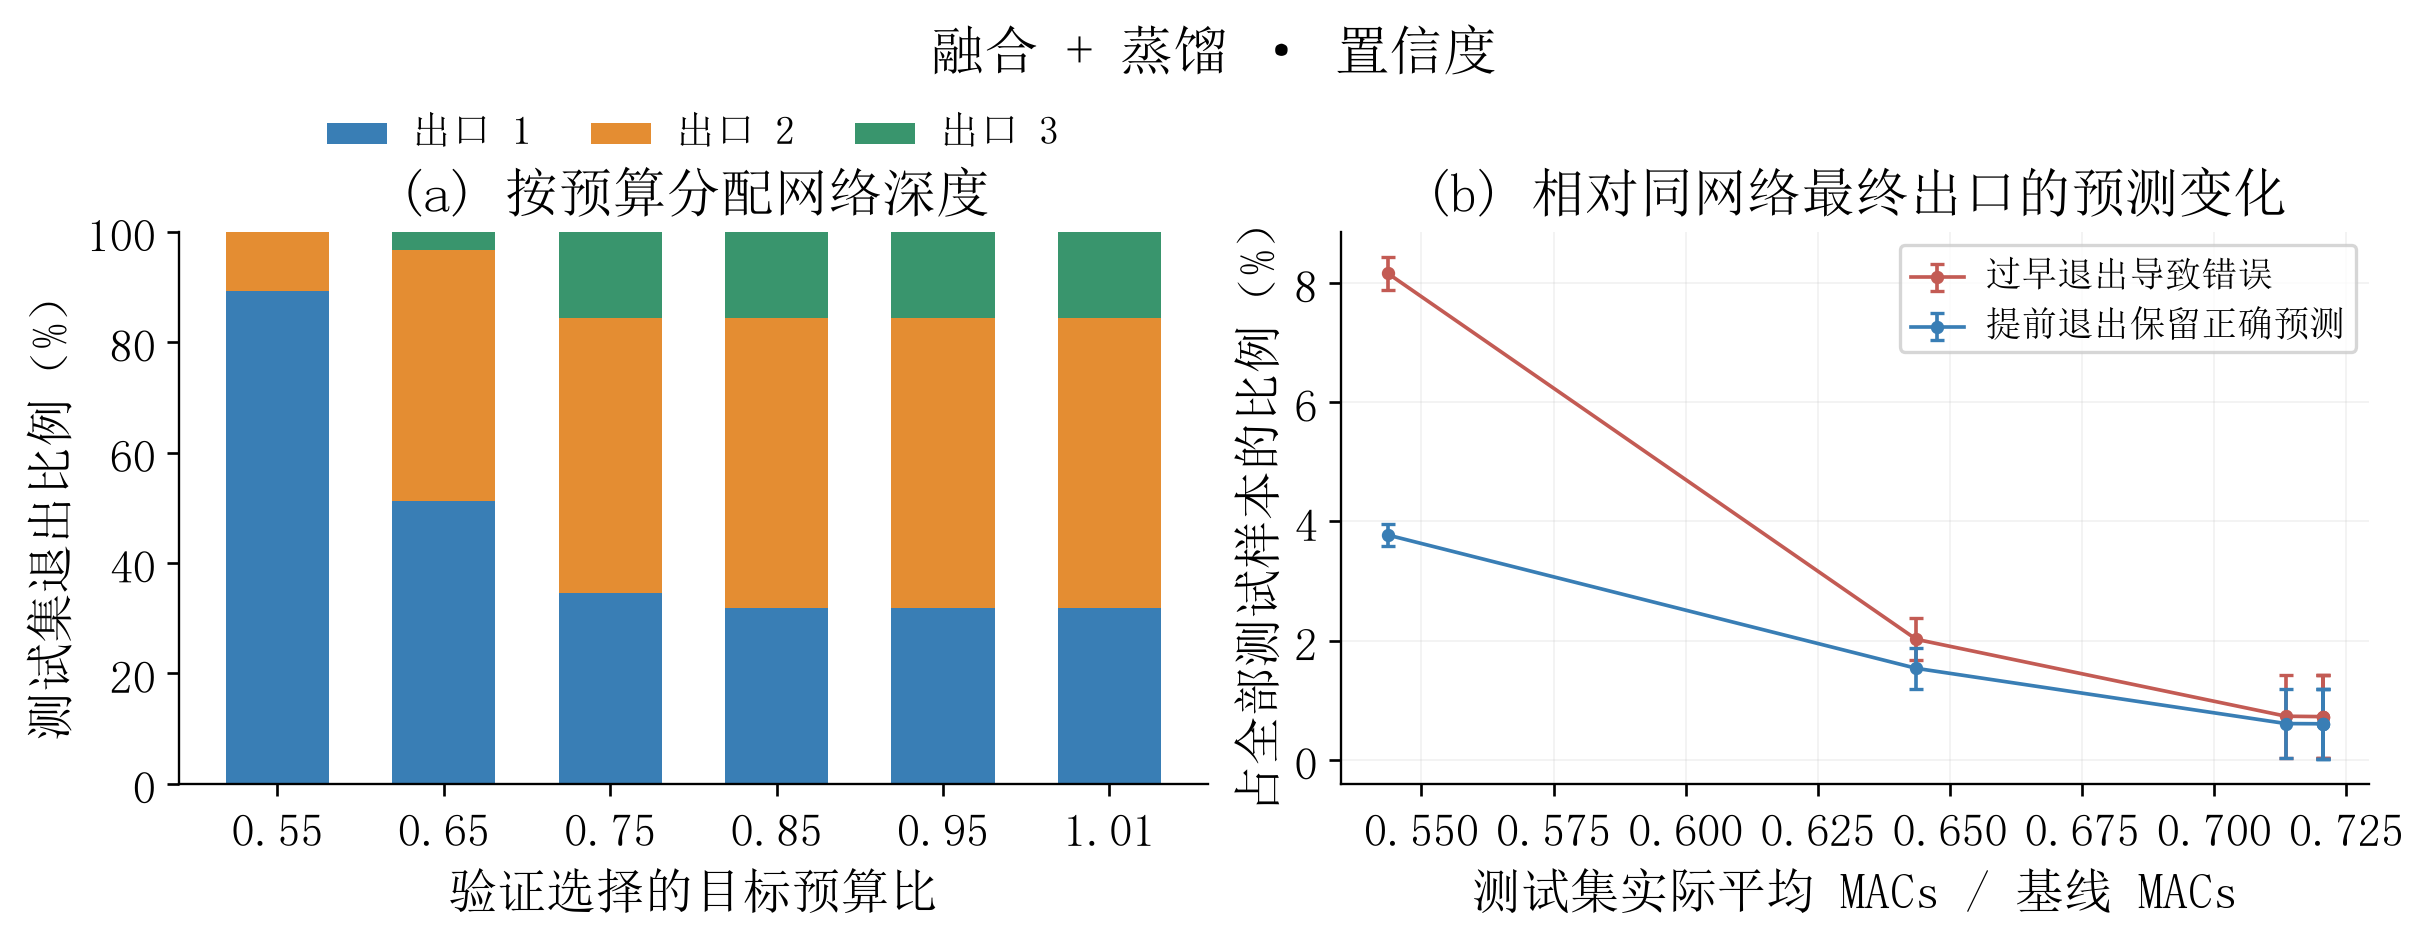 融合 + 蒸馏 · 置信度
出口 1 出口 2 出口 3
(a) 按预算分配网络深度
测试集退出比例 (%)
100
80
60
40
20
0
0.55 0.65 0.75 0.85 0.95 1.01
验证选择的目标预算比
(b) 相对同网络最终出口的预测变化
过早退出导致错误
提前退出保留正确预测
占全部测试样本的比例 (%)
8
6
4
2
0
0.550 0.575 0.600 0.625 0.650 0.675 0.700 0.725
测试集实际平均 MACs / 基线 MACs